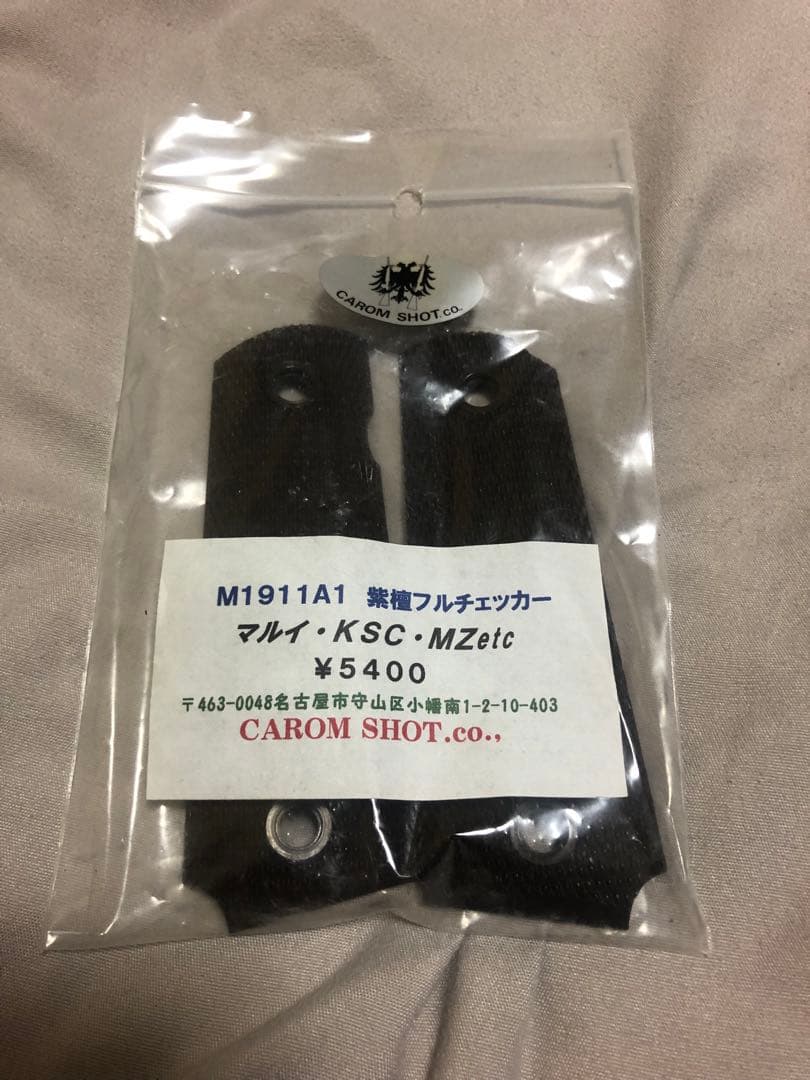 CAROM SHOT.co.
M1911A1 紫檀フルチェッカー
マルイ・KSC・MZetc
¥5400
〒463-0048名古屋市守山区小幡南1-2-10-403
CAROM SHOT.co.,